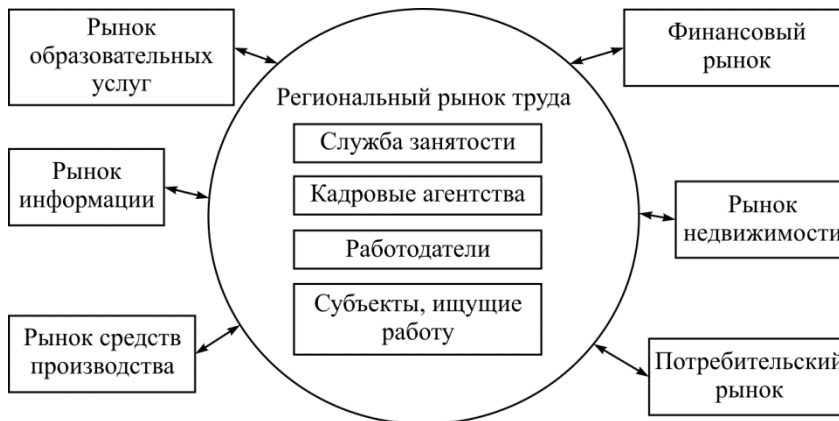 Рынок
образовательных
услуг
Финансовый
рынок
Региональный рынок труда
Служба занятости
Рынок
информации
Кадровые агентства
Рынок
недвижимости
Работодатели
Субъекты, ищущие
работу
Рынок средств
производства
Потребительский
рынок